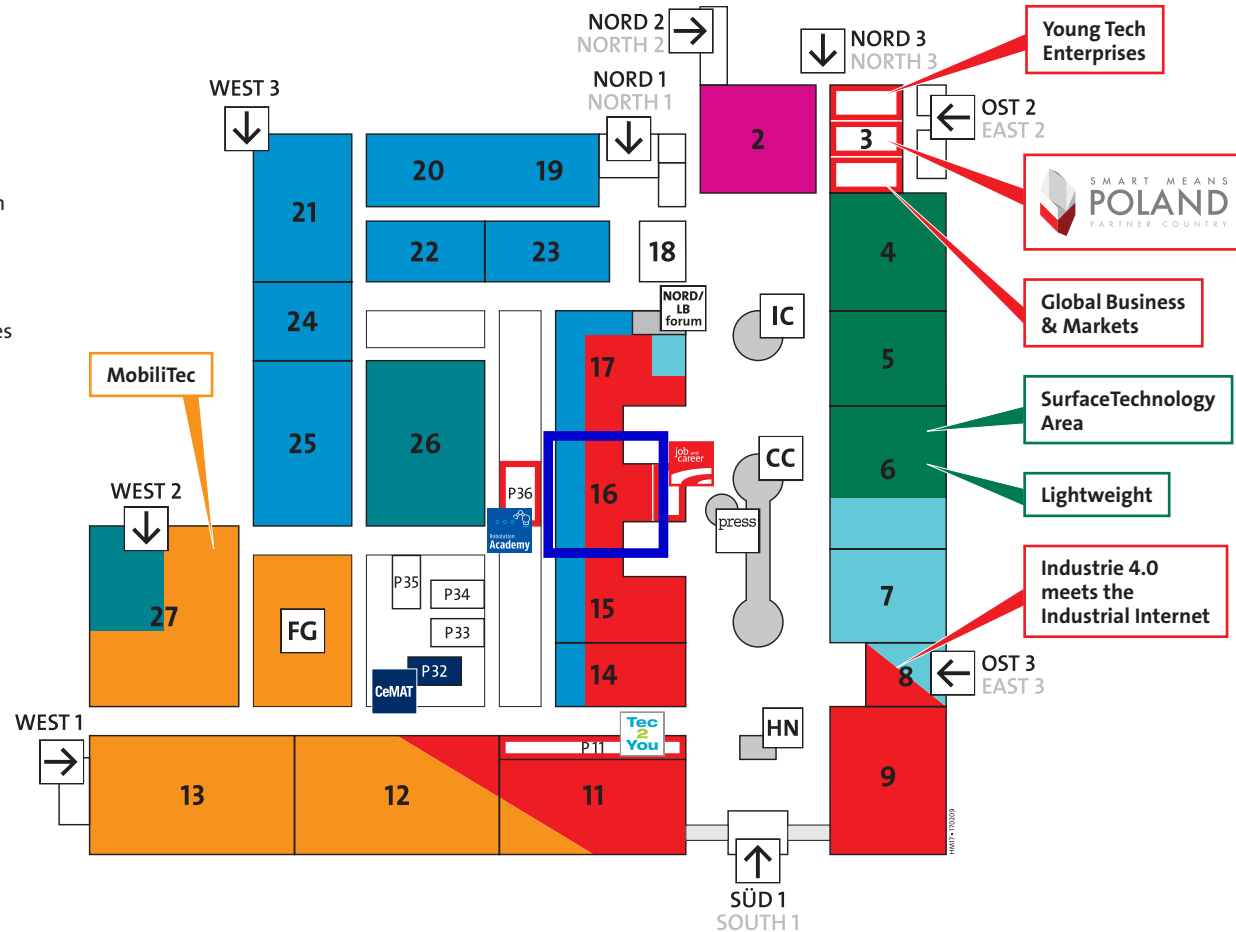 NORD 2
NORTH 2
NORD 3
NORTH 3
Young Tech
Enterprises
WEST 3
NORD 1
NORTH 1
OST 2
EAST 2
2
3
20
19
21
SMART MEANS
POLAND
PARTNER COUNTRY
n
22
23
18
4
24
NORD/
LB
forum
IC
Global Business
& Markets
es
MobiliTec
17
5
SurfaceTechnology
Area
25
26
job and
career
CC
6
WEST 2
P36
16
Lightweight
Robotation
Academy
press
P35
P34
15
7
Industrie 4.0
meets the
Industrial Internet
27
FG
P33
P32
CeMAT
14
8
OST 3
EAST 3
WEST 1
Tec
2
You
P11
HN
13
12
11
9
HM17 • 170209
SÜD 1
SOUTH 1